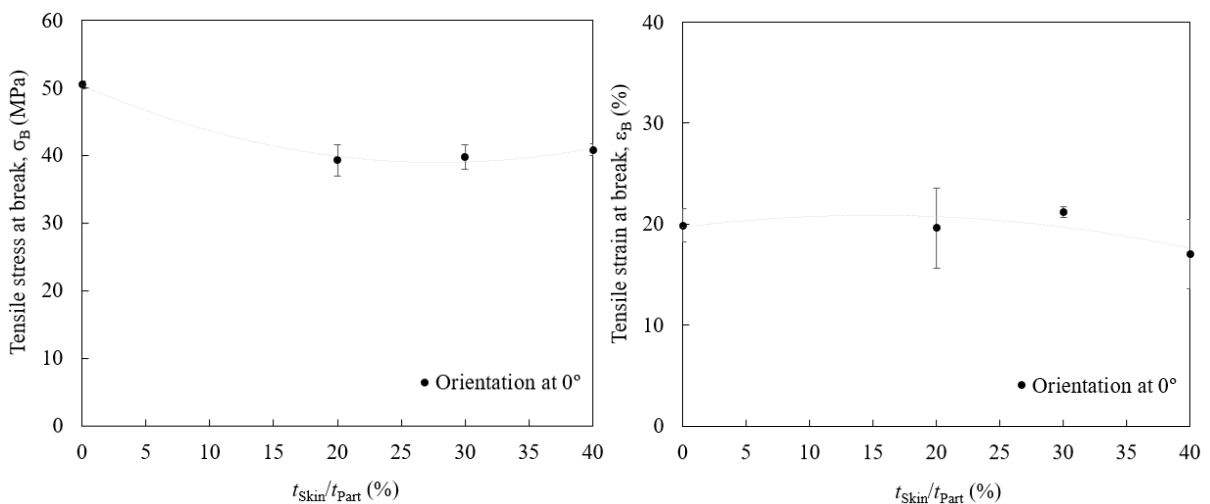 60
50
40
30
20
10
0
Tensile stress at break, σB (MPa)
Orientation at 0º
0 5 10 15 20 25 30 35 40
tSkin/tPart (%)
40
30
20
10
0
Tensile strain at break, εB (%)
Orientation at 0º
0 5 10 15 20 25 30 35 40
tSkin/tPart (%)